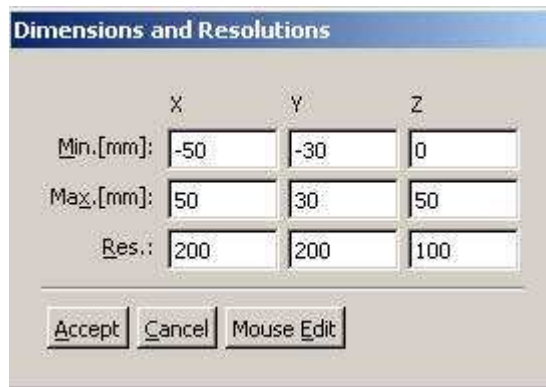 Dimensions and Resolutions
X Y Z
Min.[mm]: -50 -30 0
Max.[mm]: 50 30 50
Res.: 200 200 100
Accept Cancel Mouse Edit